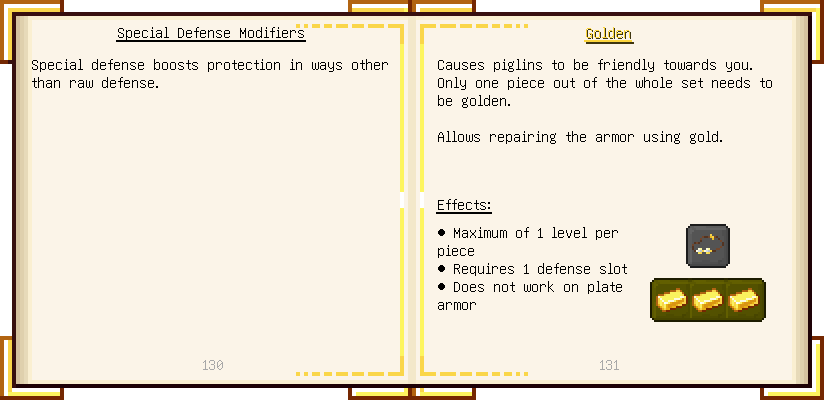 Special Defense Modifiers
Special defense boosts protection in ways other
than raw defense.
130
Golden
Causes piglins to be friendly towards you.
Only one piece out of the whole set needs to
be golden.
Allows repairing the armor using gold.
Effects:
● Maximum of 1 level per
piece
● Requires 1 defense slot
● Does not work on plate
armor
131